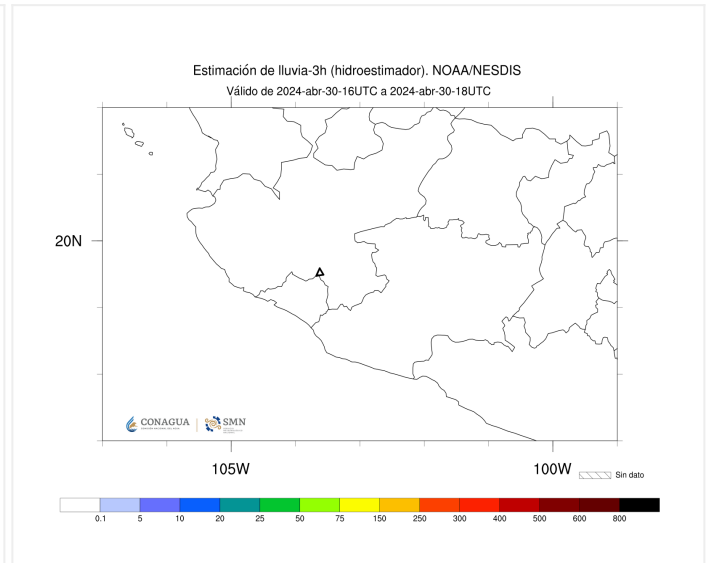 Estimación de lluvia-3h (hidroestimador). NOAA/NESDIS
Válido de 2024-abr-30-16UTC a 2024-abr-30-18UTC
20N
CONAGUA
SMN
105W
100W
Sin dato
0.1 5 10 20 25 50 75 150 250 300 400 500 600 800